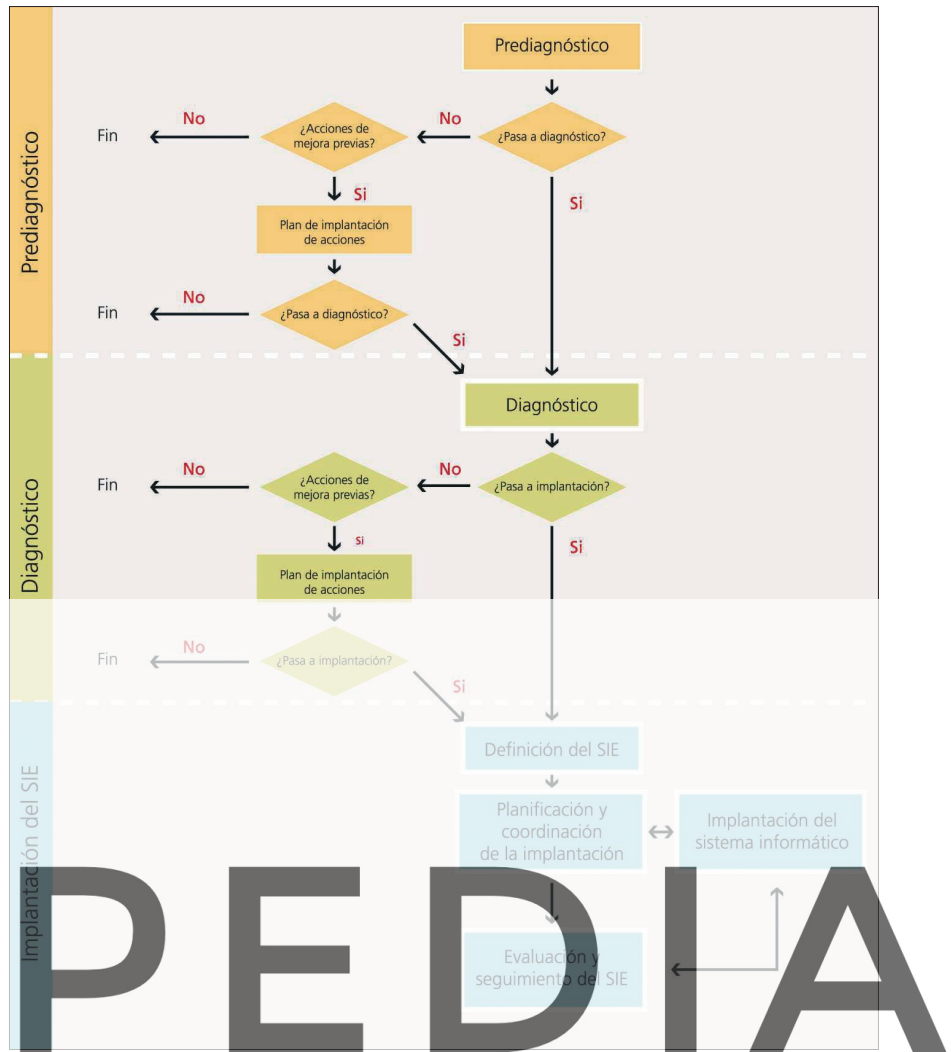 Prediagnóstico
Prediagnóstico
¿Pasa a diagnóstico?
No
¿Acciones de
mejora previas?
No
Fin
Si
Si
Plan de implantación
de acciones
¿Pasa a diagnóstico?
No
Fin
Si
Diagnóstico
Diagnóstico
¿Pasa a implantación?
No
¿Acciones de
mejora previas?
No
Fin
Si
Si
Plan de implantación
de acciones
¿Pasa a implantación?
No
Fin
Si
Implantación del SIE
Definición del SIE
Planificación y
coordinación
de la implantación
Implantación del
sistema informático
Evaluación y
seguimiento del SIE
PEDIA